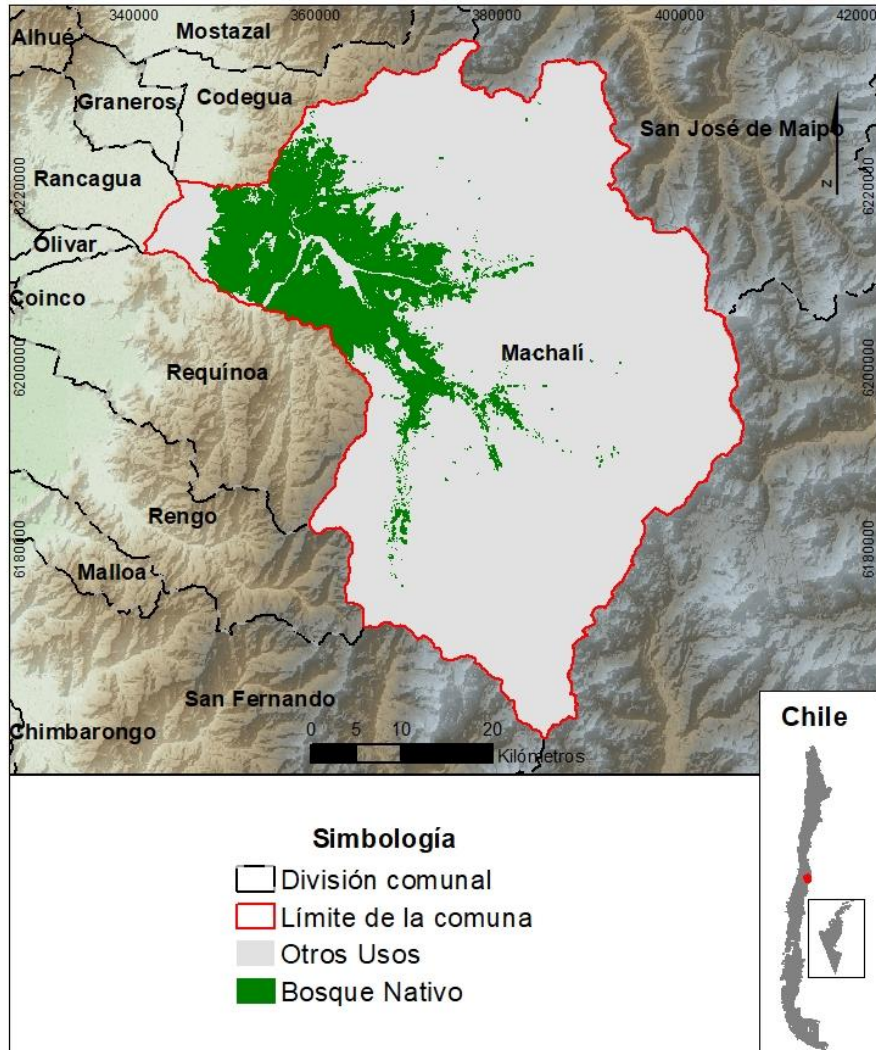 340000
360000
380000
400000
420000
Alhué
Mostazal
Graneros
Codegua
San José de Maipo
Rancagua
6220000
6220000
N
Olivar
Coinco
Machalí
Requínoa
6200000
6200000
Rengo
6180000
6180000
Malloa
San Fernando
Chimbarongo
0 5 10 20
Kilómetros
Chile
Simbología
División comunal
Límite de la comuna
Otros Usos
Bosque Nativo